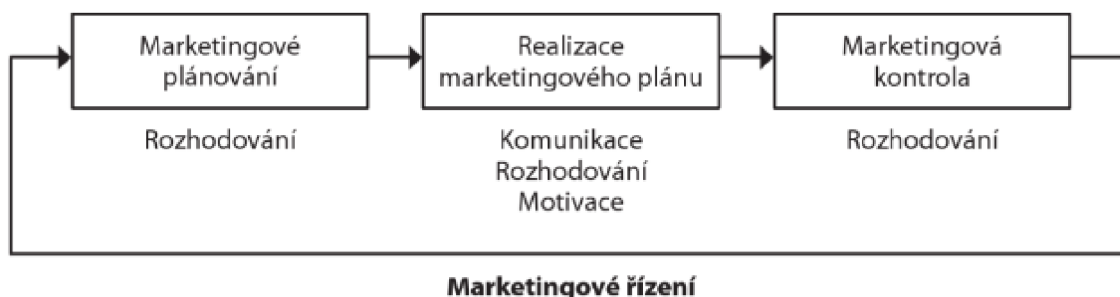 Marketingové
plánování
Realizace
marketingového plánu
Marketingová
kontrola
Rozhodování
Komunikace
Rozhodování
Motivace
Rozhodování
Marketingové řízení